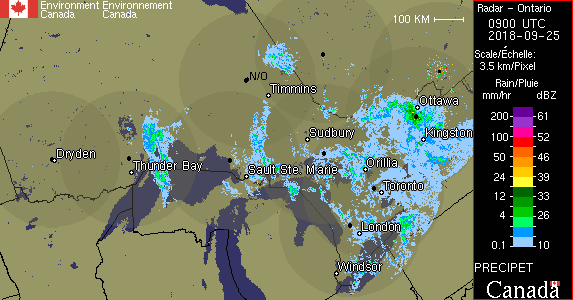 Environment Environnement
Canada Canada
100 KM
N/O
Timmins
Ottawa
Sudbury
Kingston
Dryden
Thunder Bay
Sault Ste. Marie
Orillia
Toronto
London
Windsor
Radar - Ontario
0900 UTC
2018-09-25
Scale/Échelle:
3.5 km/Pixel
Rain/Pluie
mm/hr dBZ
200 61
100 52
50 46
24 39
12 34
4 26
0.1 10
PRECIPET
Canada